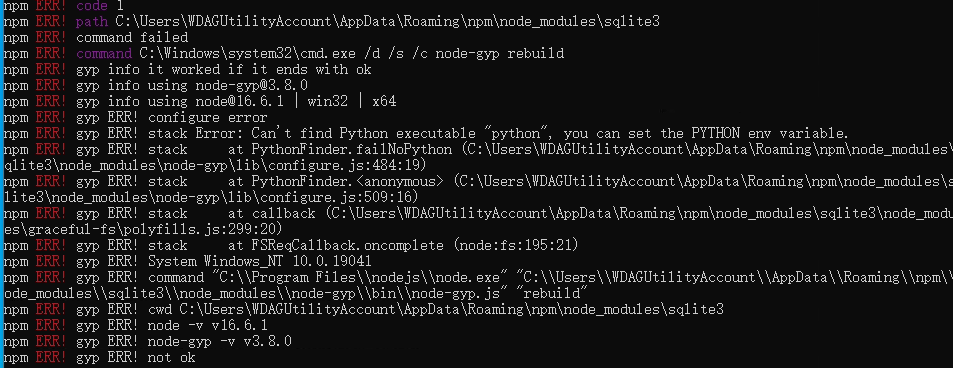 npm ERR! code 1
npm ERR! path C:\Users\WDAGUtilityAccount\AppData\Roaming\npm\node_modules\sqlite3
npm ERR! command failed
npm ERR! command C:\Windows\system32\cmd.exe /d /s /c node-gyp rebuild
npm ERR! gyp info it worked if it ends with ok
npm ERR! gyp info using node-gyp@3.8.0
npm ERR! gyp info using node@16.6.1 | win32 | x64
npm ERR! gyp ERR! configure error
npm ERR! gyp ERR! stack Error: Can't find Python executable "python", you can set the PYTHON env variable.
npm ERR! gyp ERR! stack     at PythonFinder.failNoPython (C:\Users\WDAGUtilityAccount\AppData\Roaming\npm\node_modules\s
qlite3\node_modules\node-gyp\lib\configure.js:484:19)
npm ERR! gyp ERR! stack     at PythonFinder.<anonymous> (C:\Users\WDAGUtilityAccount\AppData\Roaming\npm\node_modules\sq
lite3\node_modules\node-gyp\lib\configure.js:509:16)
npm ERR! gyp ERR! stack     at callback (C:\Users\WDAGUtilityAccount\AppData\Roaming\npm\node_modules\sqlite3\node_modul
es\graceful-fs\polyfills.js:299:20)
npm ERR! gyp ERR! stack     at FSReqCallback.oncomplete (node:fs:195:21)
npm ERR! gyp ERR! System Windows_NT 10.0.19041
npm ERR! gyp ERR! command "C:\\Program Files\\nodejs\\node.exe" "C:\\Users\\WDAGUtilityAccount\\AppData\\Roaming\\npm\\
ode_modules\\sqlite3\\node_modules\\node-gyp\\bin\\node-gyp.js" "rebuild"
npm ERR! gyp ERR! cwd C:\Users\WDAGUtilityAccount\AppData\Roaming\npm\node_modules\sqlite3
npm ERR! gyp ERR! node -v v16.6.1
npm ERR! gyp ERR! node-gyp -v v3.8.0
npm ERR! gyp ERR! not ok